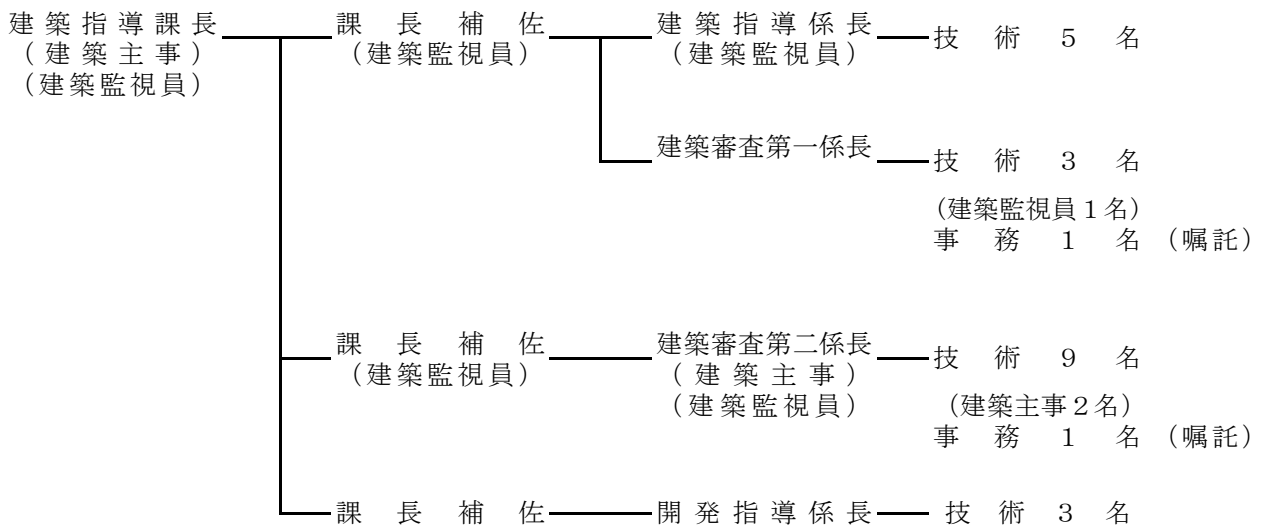 建築指導課長 課長補佐 建築指導係長 技術５名
（建築主事） （建築監視員） （建築監視員）
（建築監視員）
建築審査第一係長 技術３名
（建築監視員１名）
事務１名（嘱託）
課長補佐 建築審査第二係長 技術９名
（建築監視員） （建築主事）
（建築監視員） （建築主事２名）
事務１名（嘱託）
課長補佐 開発指導係長 技術３名